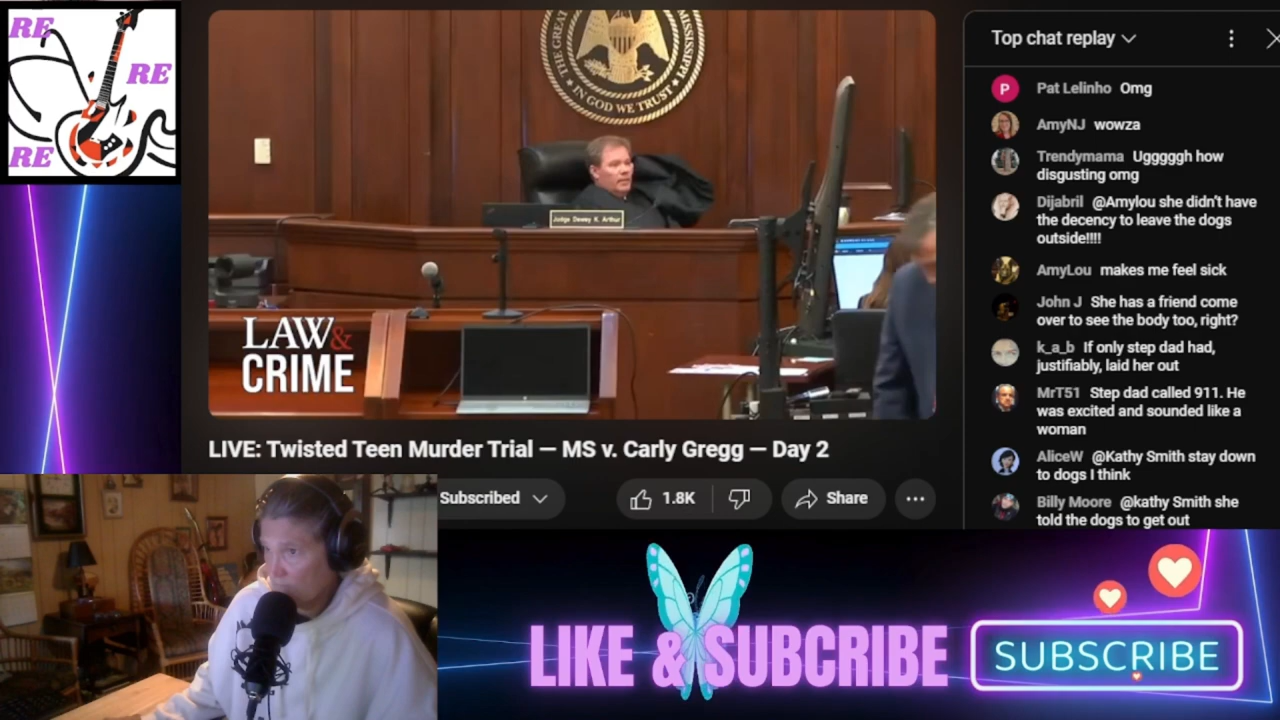 RE
RE
RE
THE GREAT
MISSISSIPPI
IN GOD WE TRUST
Judge Dewey K. Arthur
LAW&
CRIME
LIVE: Twisted Teen Murder Trial — MS v. Carly Gregg — Day 2
Subscribed
1.8K
Share
Top chat replay
P
Pat Lelinho Omg
AmyNJ wowza
Trendymama Ugggggh how
disgusting omg
Dijabril @Amylou she didn't have
the decency to leave the dogs
outside!!!!
AmyLou makes me feel sick
John J She has a friend come
over to see the body too, right?
k_a_b If only step dad had,
justifiably, laid her out
MrT51 Step dad called 911. He
was excited and sounded like a
woman
AliceW @Kathy Smith stay down
to dogs I think
Billy Moore @kathy Smith she
told the dogs to get out
LIKE & SUBCRIBE
SUBSCRIBE